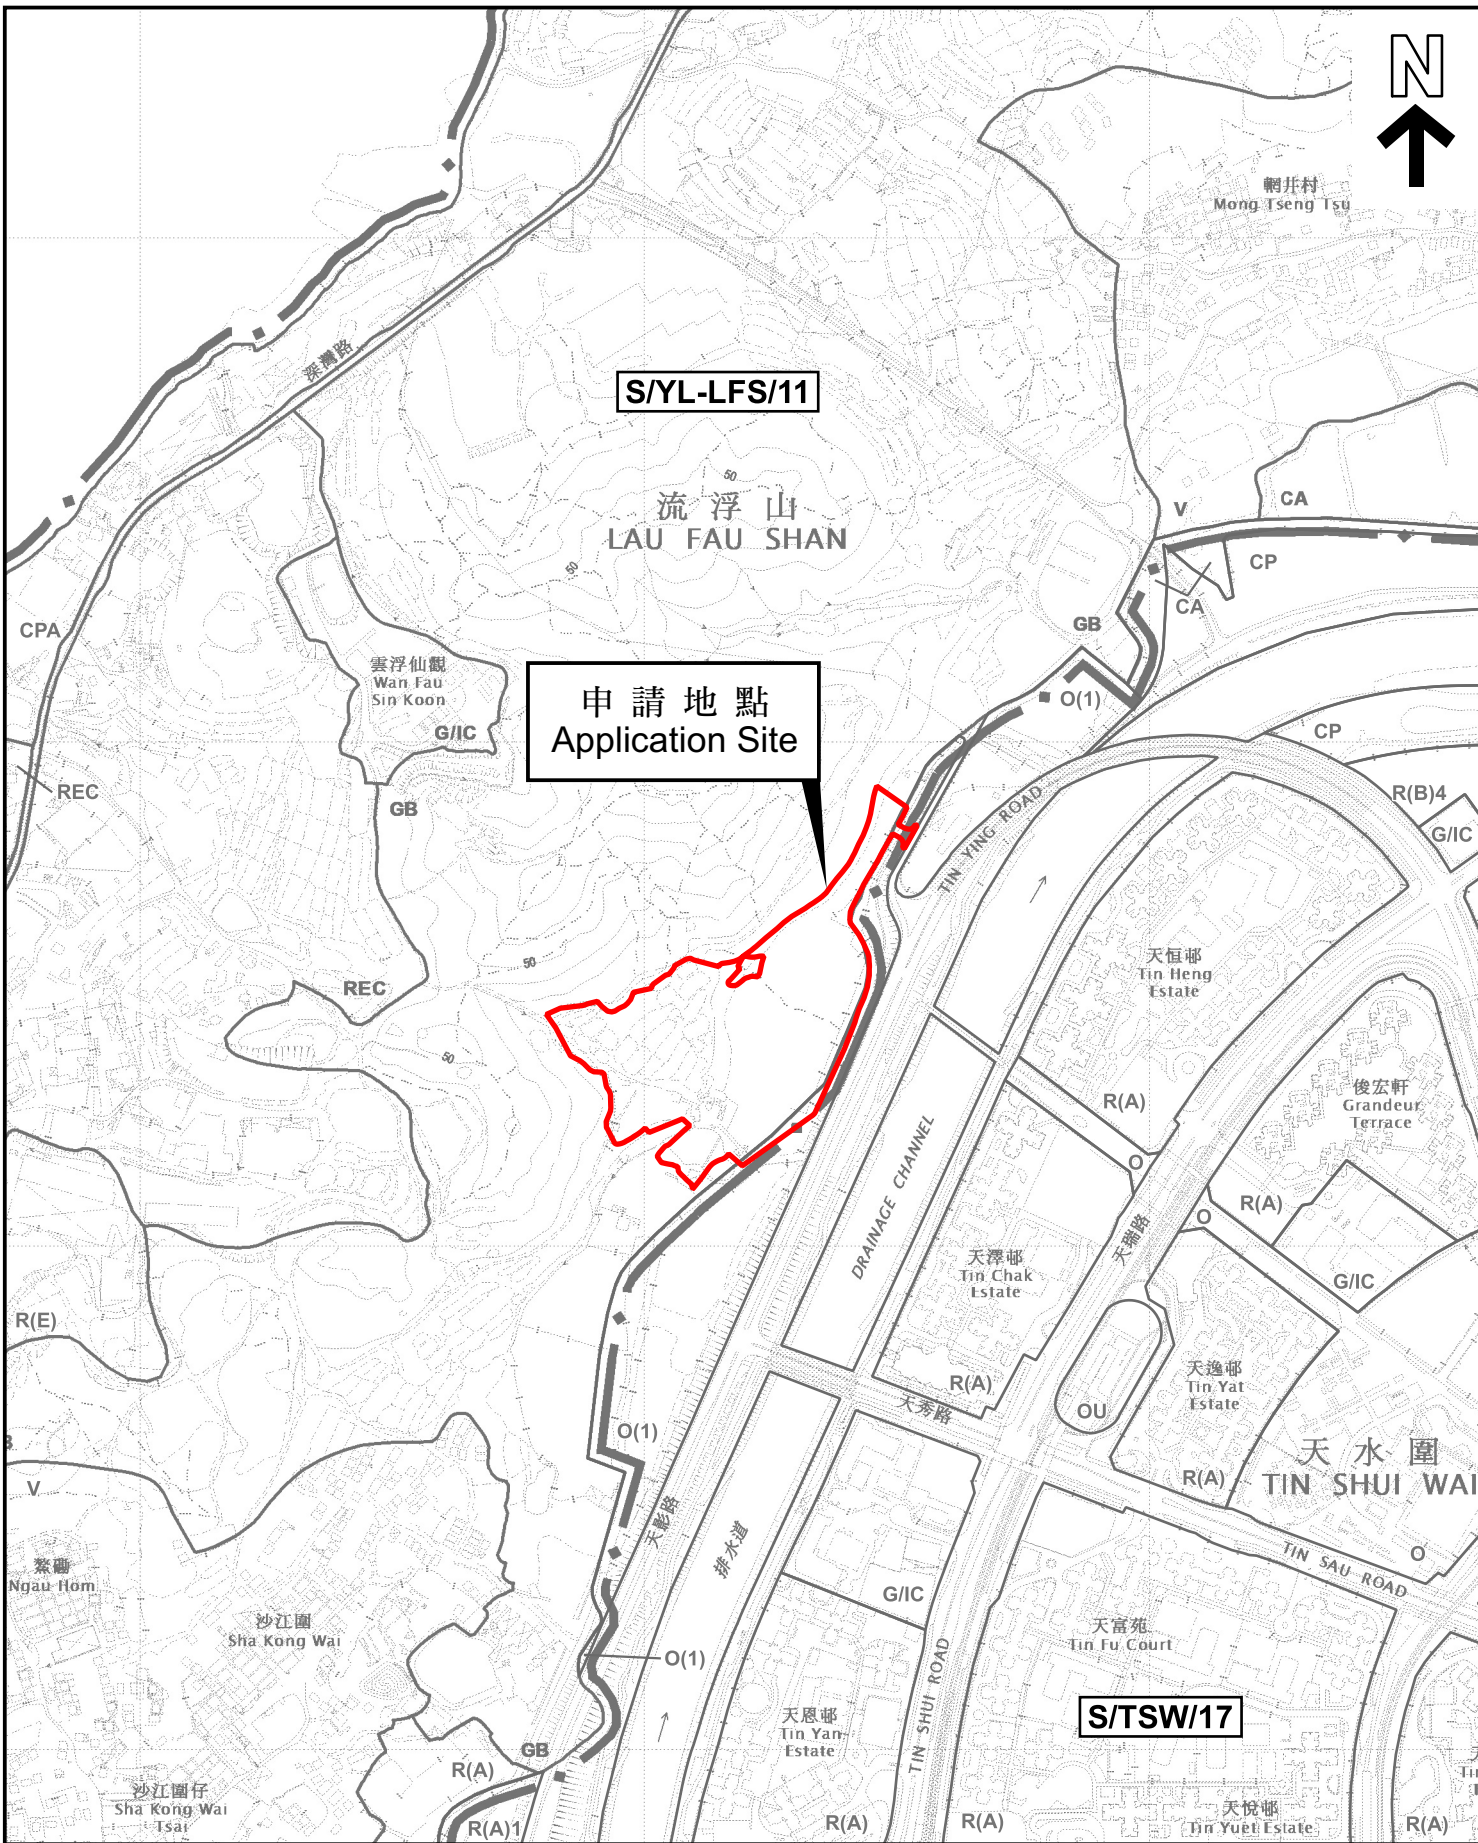 N
輞井村
Mong Tseng Tsu
深灣路
S/YL-LFS/11
50
流浮山
LAU FAU SHAN
50
V
CA
CP
CA
GB
CPA
雲浮仙觀
Wan Fau
Sin Koon
G/IC
申請地點
Application Site
O(1)
CP
REC
GB
TIN YING ROAD
R(B)4
G/IC
天恒邨
Tin Heng
Estate
50
REC
50
俊宏軒
Grandeur
Terrace
R(A)
DRAINAGE CHANNEL
O
R(A)
O
天瑞路
天澤邨
Tin Chak
Estate
G/IC
R(E)
天逸邨
Tin Yat
Estate
R(A)
OU
天秀路
O(1)
天水圍
TIN SHUI WAI
R(A)
V
天影路
排水道
TIN SAU ROAD
O
Ngau Hom
沙江圍
Sha Kong Wai
G/IC
天富苑
Tin Fu Court
O(1)
TIN SHUI ROAD
天恩邨
Tin Yan
Estate
S/TSW/17
GB
R(A)
沙江圍仔
Sha Kong Wai
Tsai
R(A)1
R(A)
R(A)
天悅邨
Tin Yuet Estate
R(A)